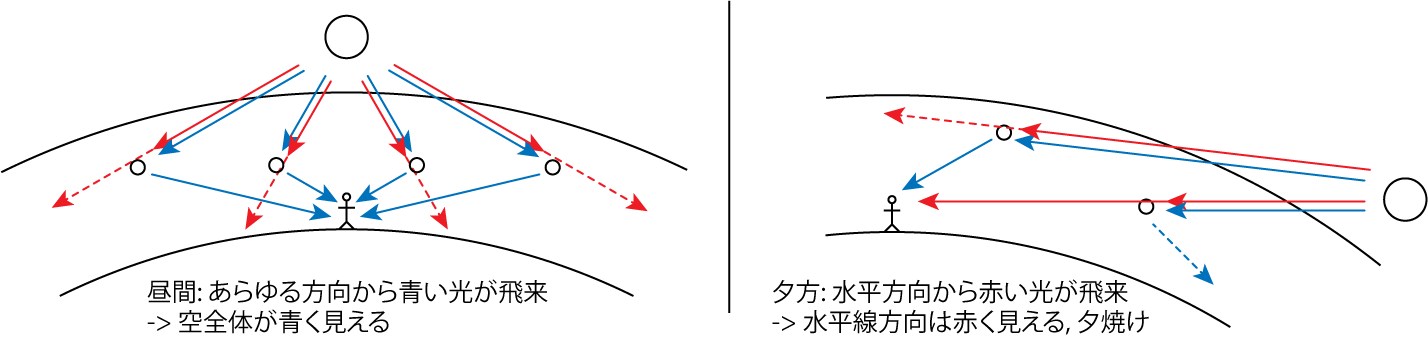 昼間: あらゆる方向から青い光が飛来
-> 空全体が青く見える
夕方: 水平方向から赤い光が飛来
-> 水平線方向は赤く見える, 夕焼け